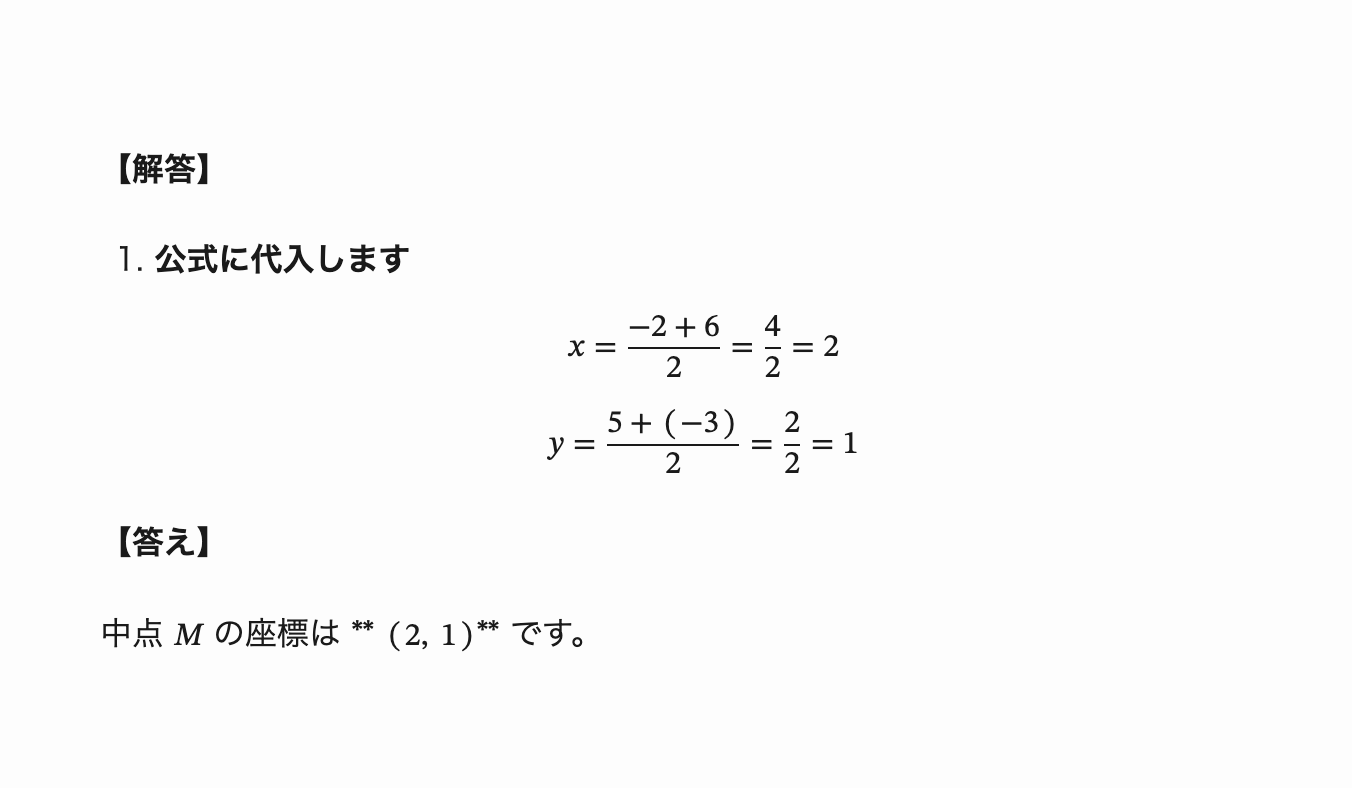 【解答】
1. 公式に代入します
x = \frac{−2 + 6}{2} = \frac{4}{2} = 2
y = \frac{5 + (−3)}{2} = \frac{2}{2} = 1
【答え】
中点 M の座標は ** (2, 1)** です。